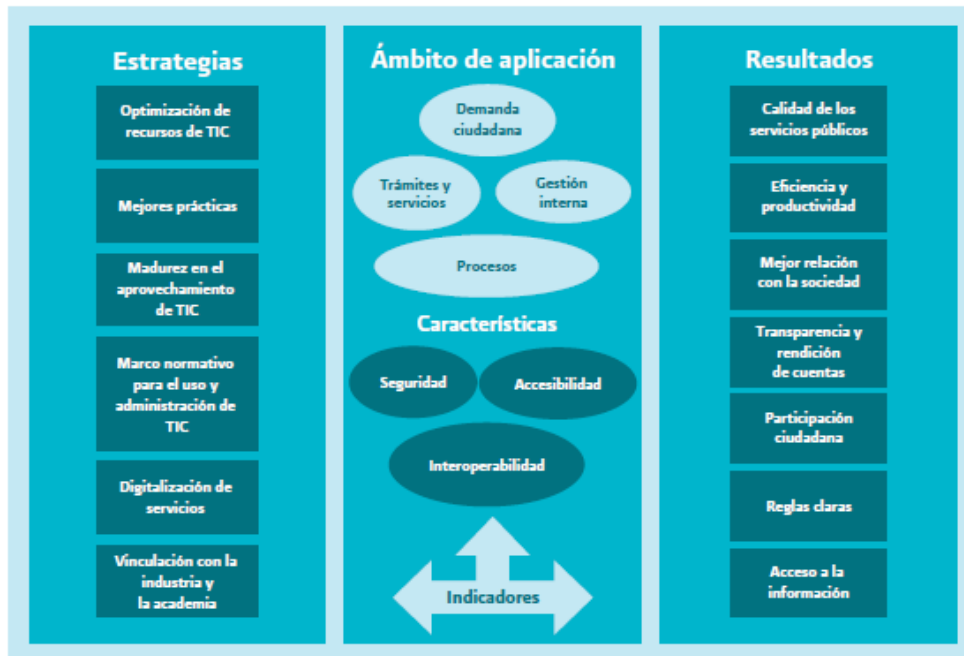 Estrategias
Optimización de
recursos de TIC
Mejores prácticas
Madurez en el
aprovechamiento
de TIC
Marco normativo
para el uso y
administración de
TIC
Digitalización de
servicios
Vinculación con la
industria y
la academia
Ámbito de aplicación
Demanda
ciudadana
Trámites y
servicios
Gestión
interna
Procesos
Características
Seguridad
Accesibilidad
Interoperabilidad
Indicadores
Resultados
Calidad de los
servicios públicos
Eficiencia y
productividad
Mejor relación
con la sociedad
Transparencia y
rendición
de cuentas
Participación
ciudadana
Reglas claras
Acceso a la
información